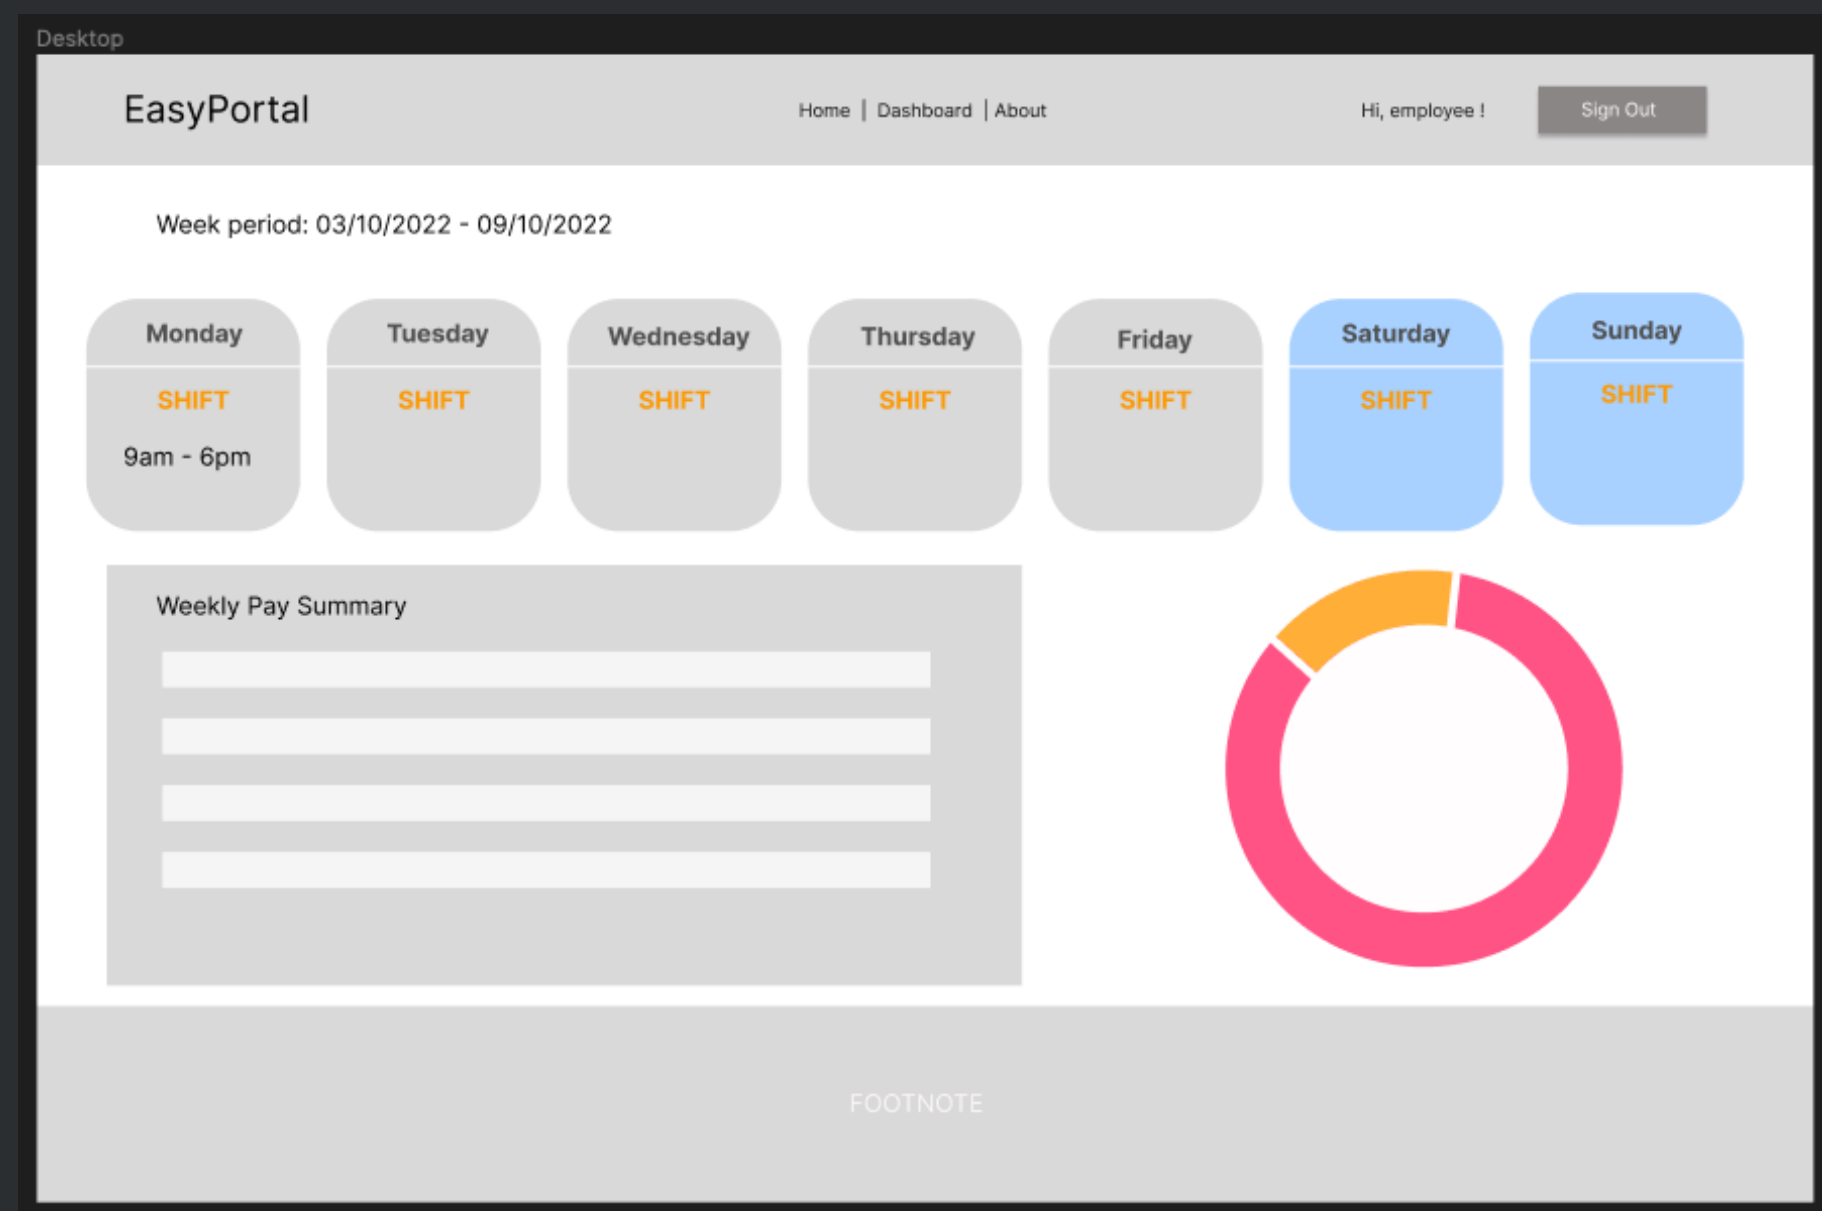 Desktop
EasyPortal
Home | Dashboard | About
Hi, employee !
Sign Out
Week period: 03/10/2022 - 09/10/2022
Monday
SHIFT
9am - 6pm
Tuesday
SHIFT
Wednesday
SHIFT
Thursday
SHIFT
Friday
SHIFT
Saturday
SHIFT
Sunday
SHIFT
Weekly Pay Summary
FOOTNOTE